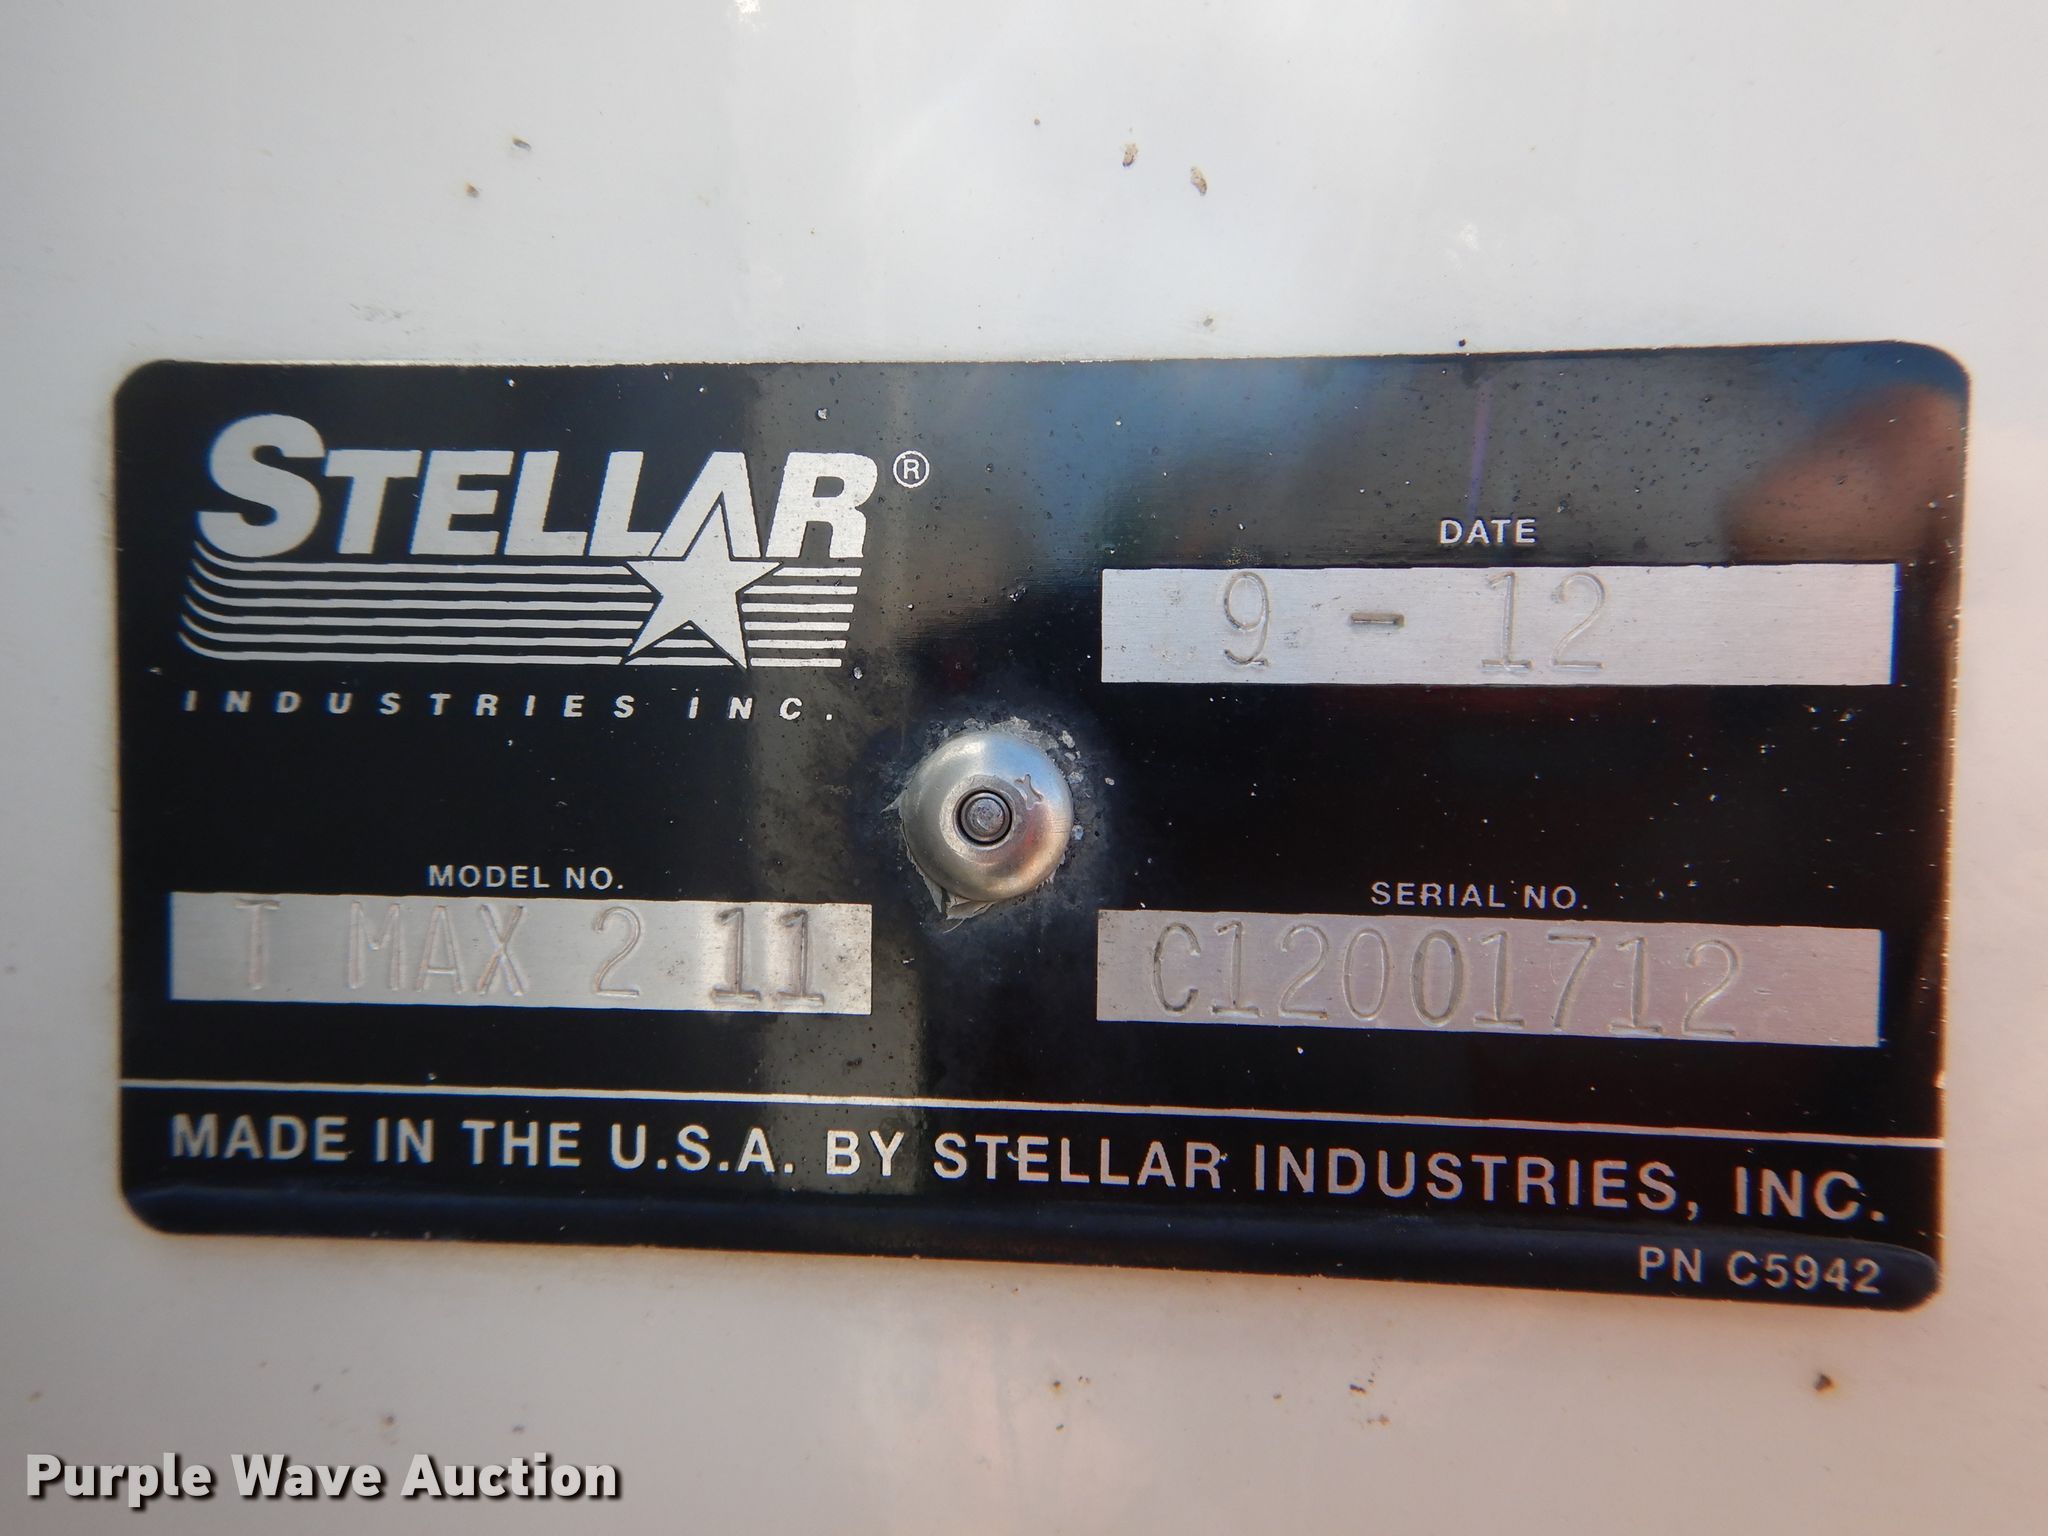 STELLAR®
INDUSTRIES INC.
DATE
9 - 12
MODEL NO.
T MAX 2 11
SERIAL NO.
C12001712
MADE IN THE U.S.A. BY STELLAR INDUSTRIES, INC.
PN C5942
Purple Wave Auction